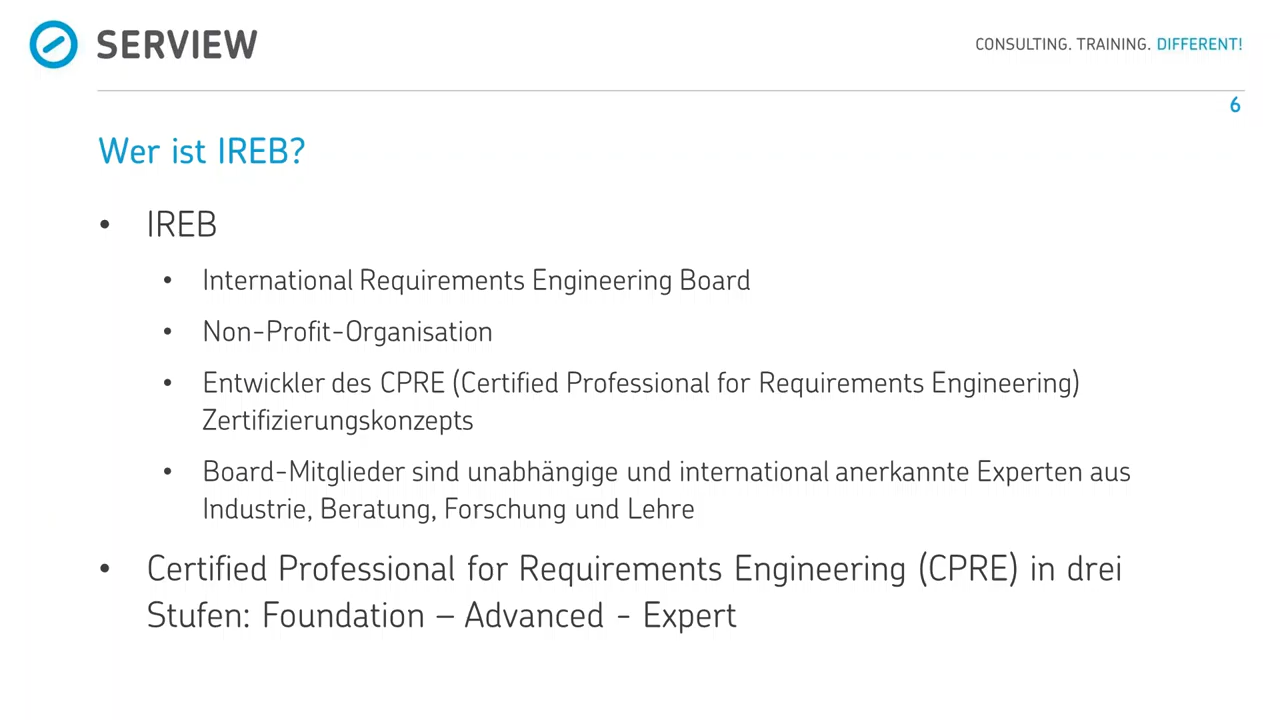 SERVIEW
CONSULTING. TRAINING. DIFFERENT!
6
Wer ist IREB?
• IREB
• International Requirements Engineering Board
• Non-Profit-Organisation
• Entwickler des CPRE (Certified Professional for Requirements Engineering)
Zertifizierungskonzepts
• Board-Mitglieder sind unabhängige und international anerkannte Experten aus
Industrie, Beratung, Forschung und Lehre
• Certified Professional for Requirements Engineering (CPRE) in drei
Stufen: Foundation – Advanced - Expert